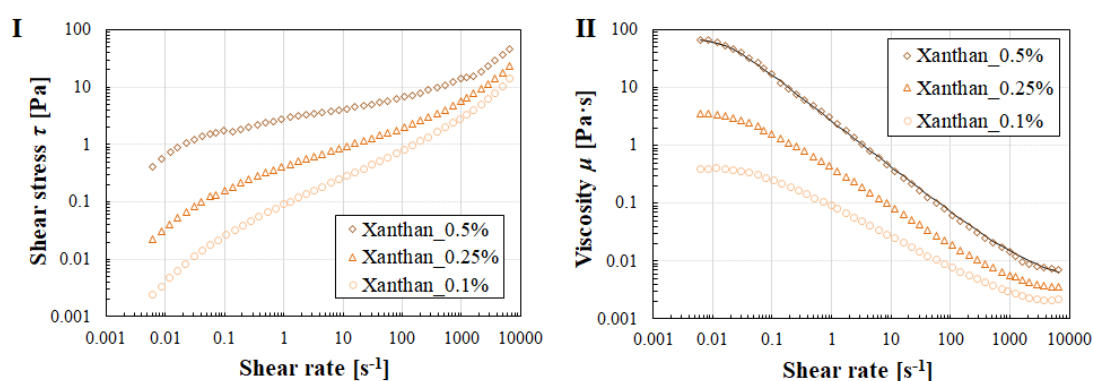 I
Shear stress τ [Pa]
100
10
1
0.1
0.01
0.001
Xanthan_0.5%
Xanthan_0.25%
Xanthan_0.1%
0.001 0.01 0.1 1 10 100 1000 10000
Shear rate [s⁻¹]
II
Viscosity μ [Pa·s]
100
10
1
0.1
0.01
0.001
Xanthan_0.5%
Xanthan_0.25%
Xanthan_0.1%
0.001 0.01 0.1 1 10 100 1000 10000
Shear rate [s⁻¹]